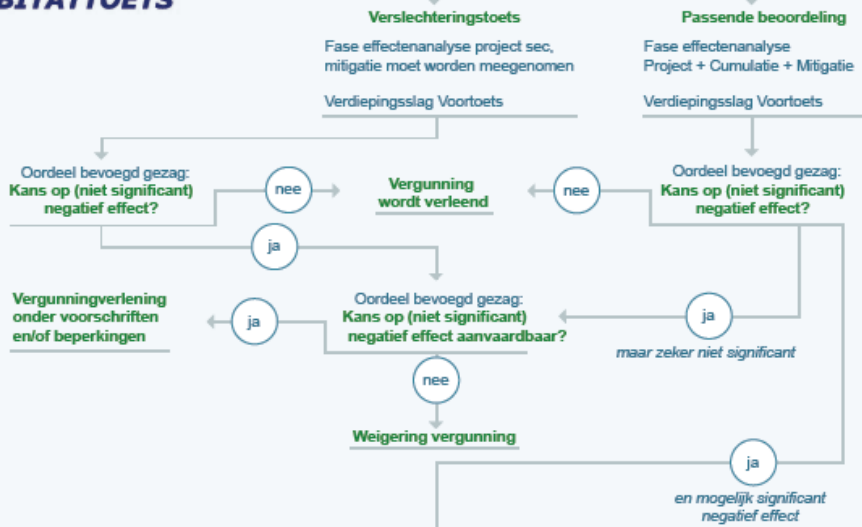 Verslechteringstoets
Fase effectenanalyse project sec,
mitigatie moet worden meegenomen
Verdiepingsslag Voortoets
Passende beoordeling
Fase effectenanalyse
Project + Cumulatie + Mitigatie
Verdiepingsslag Voortoets
Oordeel bevoegd gezag:
Kans op (niet significant)
negatief effect?
nee
Vergunning
wordt verleend
nee
Oordeel bevoegd gezag:
Kans op (niet significant)
negatief effect?
ja
Vergunningverlening
onder voorschriften
en/of beperkingen
ja
Oordeel bevoegd gezag:
Kans op (niet significant)
negatief effect aanvaardbaar?
ja
maar zeker niet significant
nee
Weigering vergunning
ja
en mogelijk significant
negatief effect